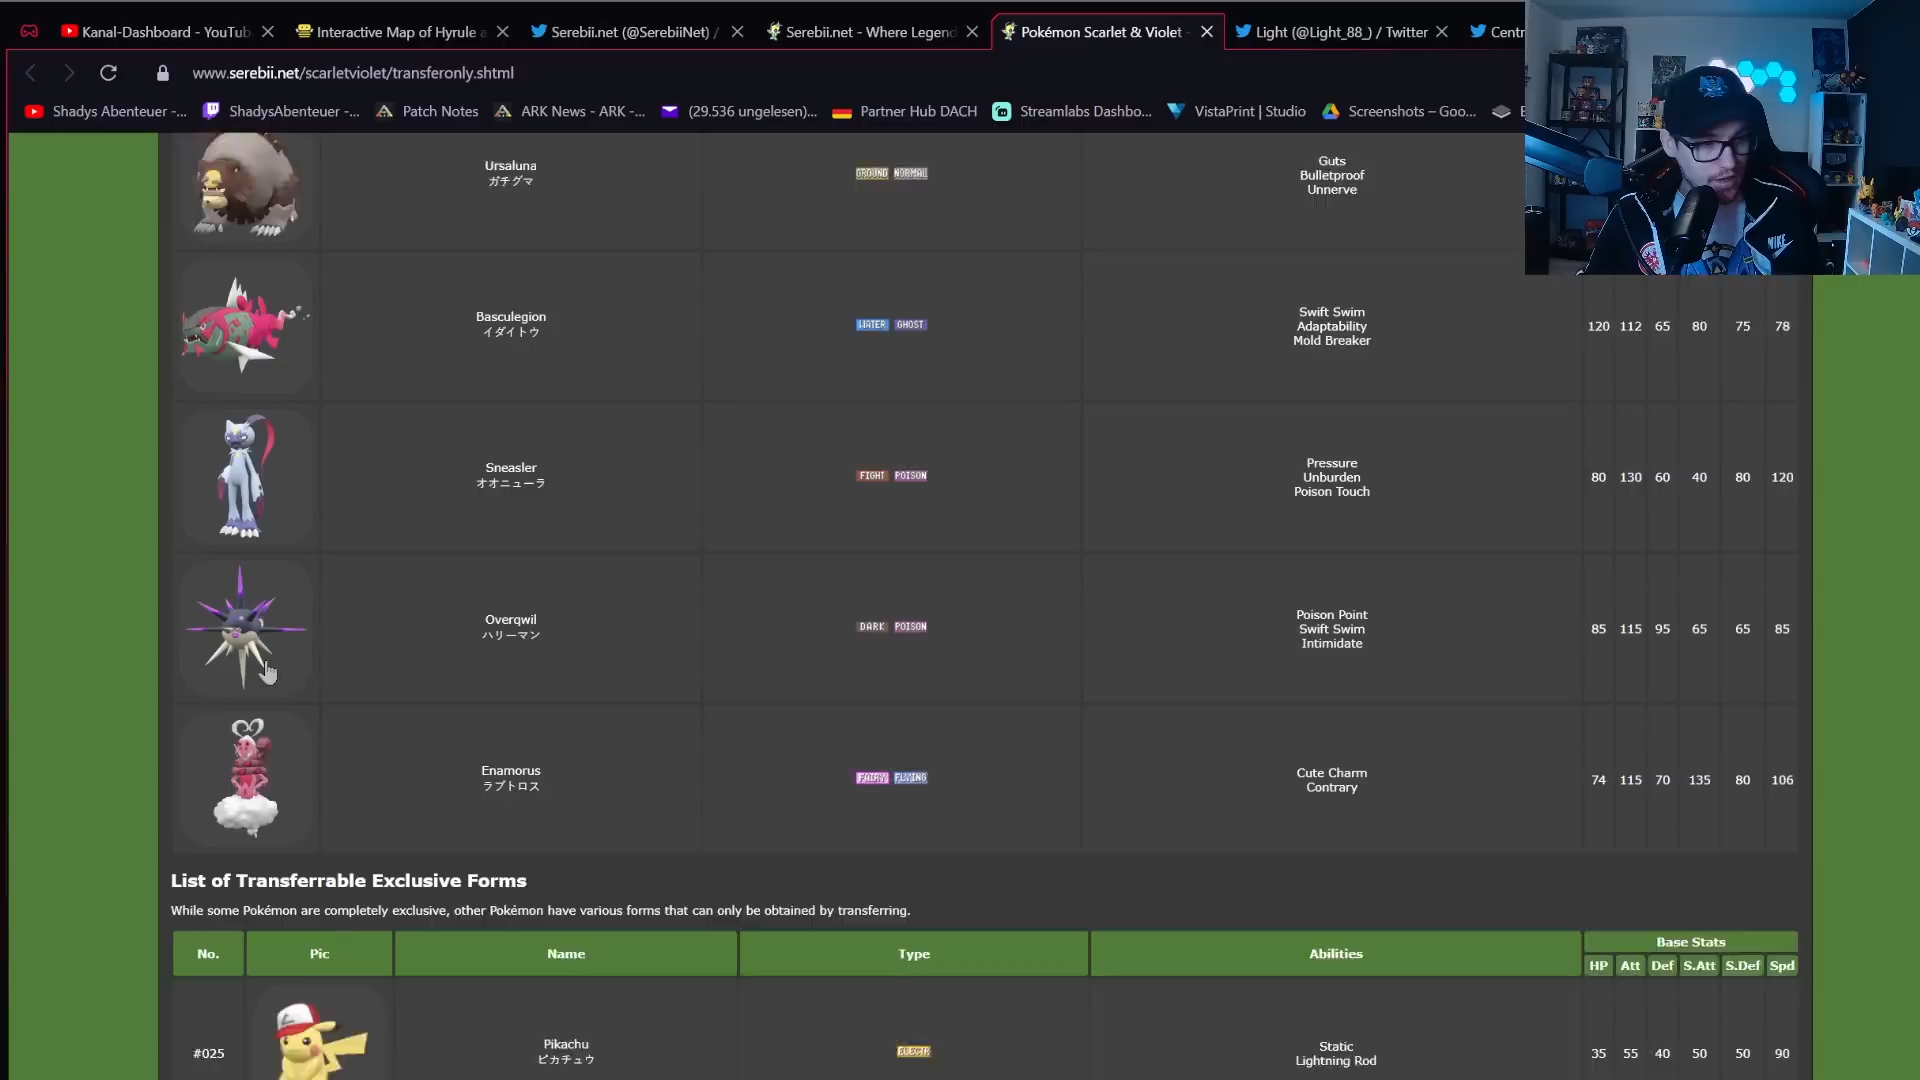 Kanal-Dashboard - YouTub
Interactive Map of Hyrule a
Serebii.net (@SerebiiNet) /
Serebii.net - Where Legend
Pokémon Scarlet & Violet -
Light (@Light_88_) / Twitter
Centr
www.serebii.net/scarletviolet/transferonly.shtml
Shadys Abenteuer -...
ShadysAbenteuer -...
Patch Notes
ARK News - ARK -...
(29.536 ungelesen)...
Partner Hub DACH
Streamlabs Dashbo...
VistaPrint | Studio
Screenshots – Goo...
Ursaluna
ガチグマ
GROUND NORMAL
Guts
Bulletproof
Unnerve
Basculegion
イダイトウ
WATER GHOST
Swift Swim
Adaptability
Mold Breaker
120 112 65 80 75 78
Sneasler
オオニューラ
FIGHT POISON
Pressure
Unburden
Poison Touch
80 130 60 40 80 120
Overqwil
ハリーマン
DARK POISON
Poison Point
Swift Swim
Intimidate
85 115 95 65 65 85
Enamorus
ラブトロス
FAIRY FLYING
Cute Charm
Contrary
74 115 70 135 80 106
List of Transferrable Exclusive Forms
While some Pokémon are completely exclusive, other Pokémon have various forms that can only be obtained by transferring.
No. Pic Name Type Abilities Base Stats
HP Att Def S.Att S.Def Spd
#025
Pikachu
ピカチュウ
ELECTR
Static
Lightning Rod
35 55 40 50 50 90
NIKE